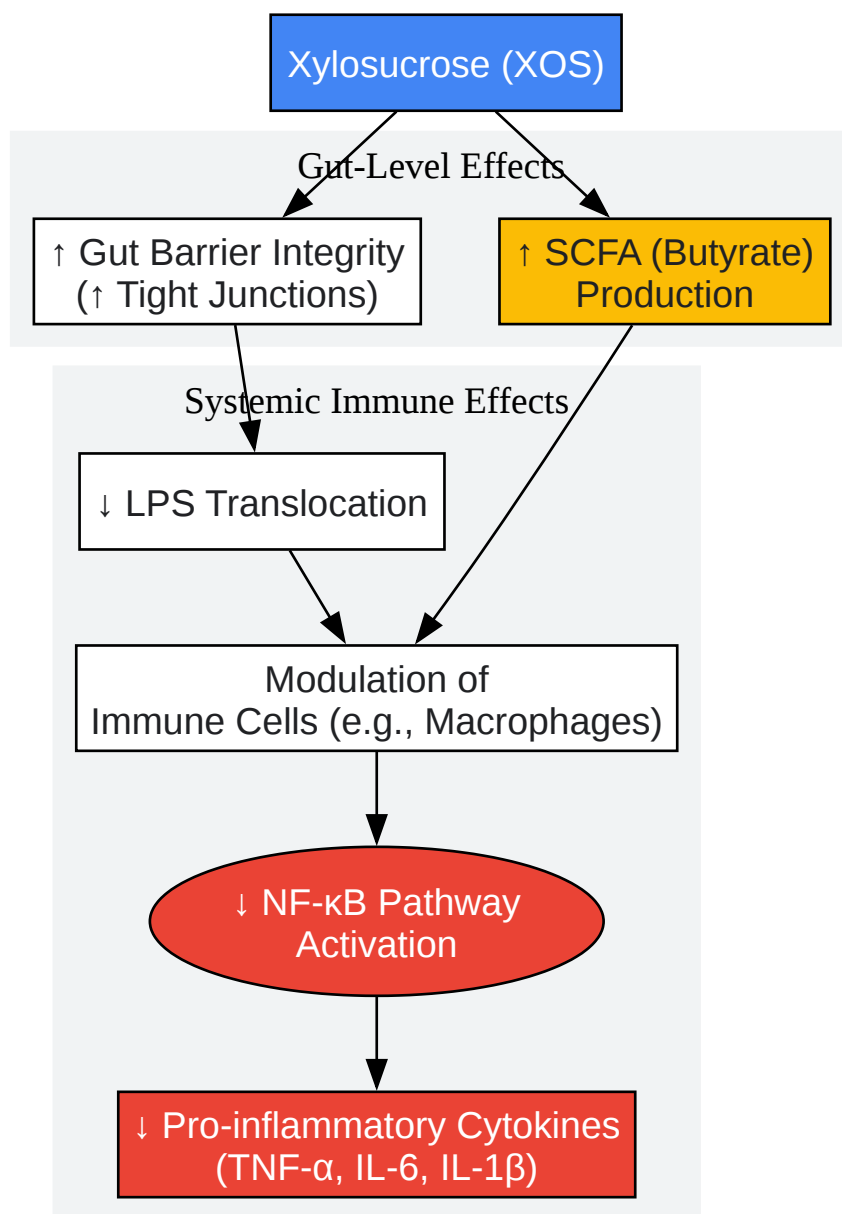 Xylosucrose (XOS)
Gut-Level Effects
↑ Gut Barrier Integrity
(↑ Tight Junctions)
↑ SCFA (Butyrate)
Production
Systemic Immune Effects
↓ LPS Translocation
Modulation of
Immune Cells (e.g., Macrophages)
↓ NF-κB Pathway
Activation
↓ Pro-inflammatory Cytokines
(TNF-α, IL-6, IL-1β)